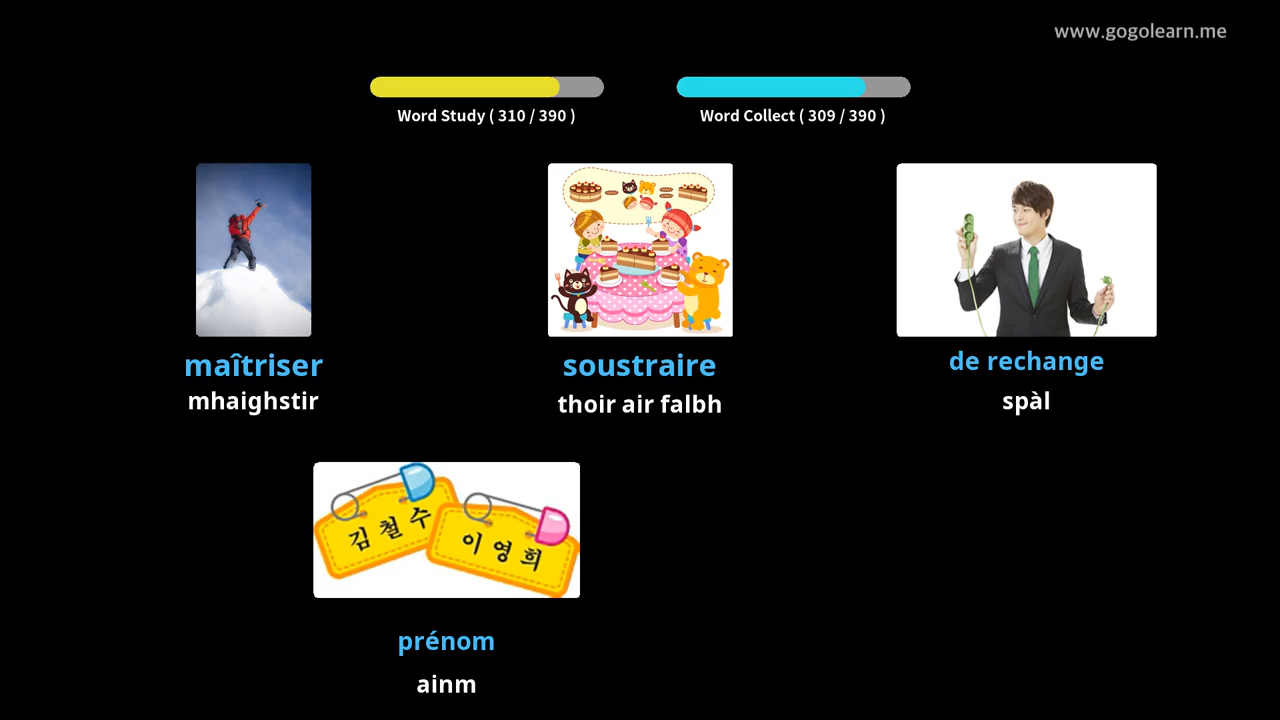 www.gogolearn.me
Word Study ( 310 / 390 )
Word Collect ( 309 / 390 )
maîtriser
mhaighstir
soustraire
thoir air falbh
de rechange
spàl
김철수
이영희
prénom
ainm